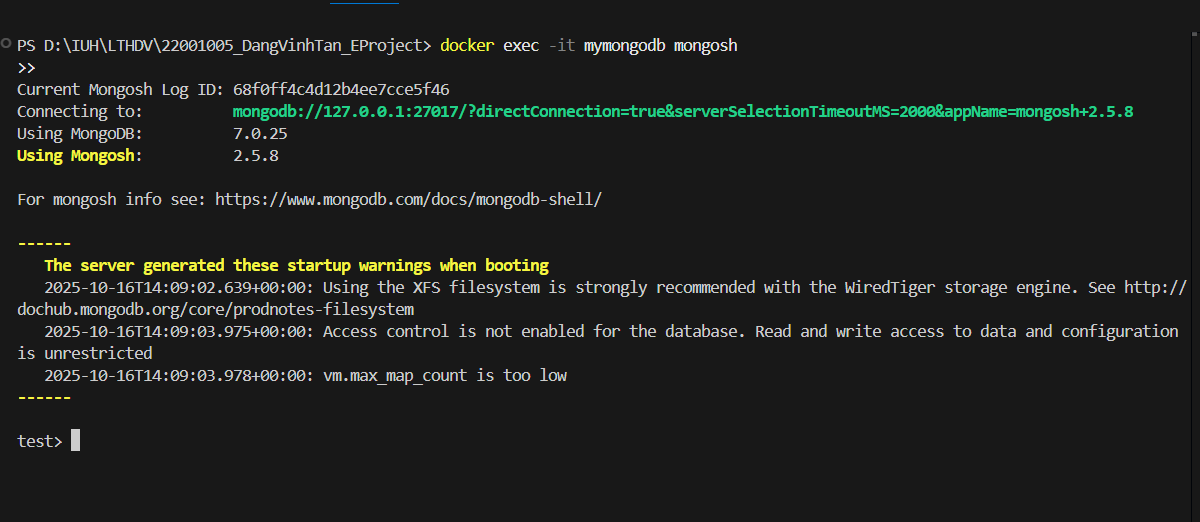 PS D:\IUH\LTHDV\22001005_DangVinhTan_EProject> docker exec -it mymongodb mongosh
>>
Current Mongosh Log ID: 68f0ff4c4d12b4ee7cce5f46
Connecting to:          mongodb://127.0.0.1:27017/?directConnection=true&serverSelectionTimeoutMS=2000&appName=mongosh+2.5.8
Using MongoDB:          7.0.25
Using Mongosh:          2.5.8
For mongosh info see: https://www.mongodb.com/docs/mongodb-shell/
------
   The server generated these startup warnings when booting
   2025-10-16T14:09:02.639+00:00: Using the XFS filesystem is strongly recommended with the WiredTiger storage engine. See http://
dochub.mongodb.org/core/prodnotes-filesystem
   2025-10-16T14:09:03.975+00:00: Access control is not enabled for the database. Read and write access to data and configuration
is unrestricted
   2025-10-16T14:09:03.978+00:00: vm.max_map_count is too low
------
test>